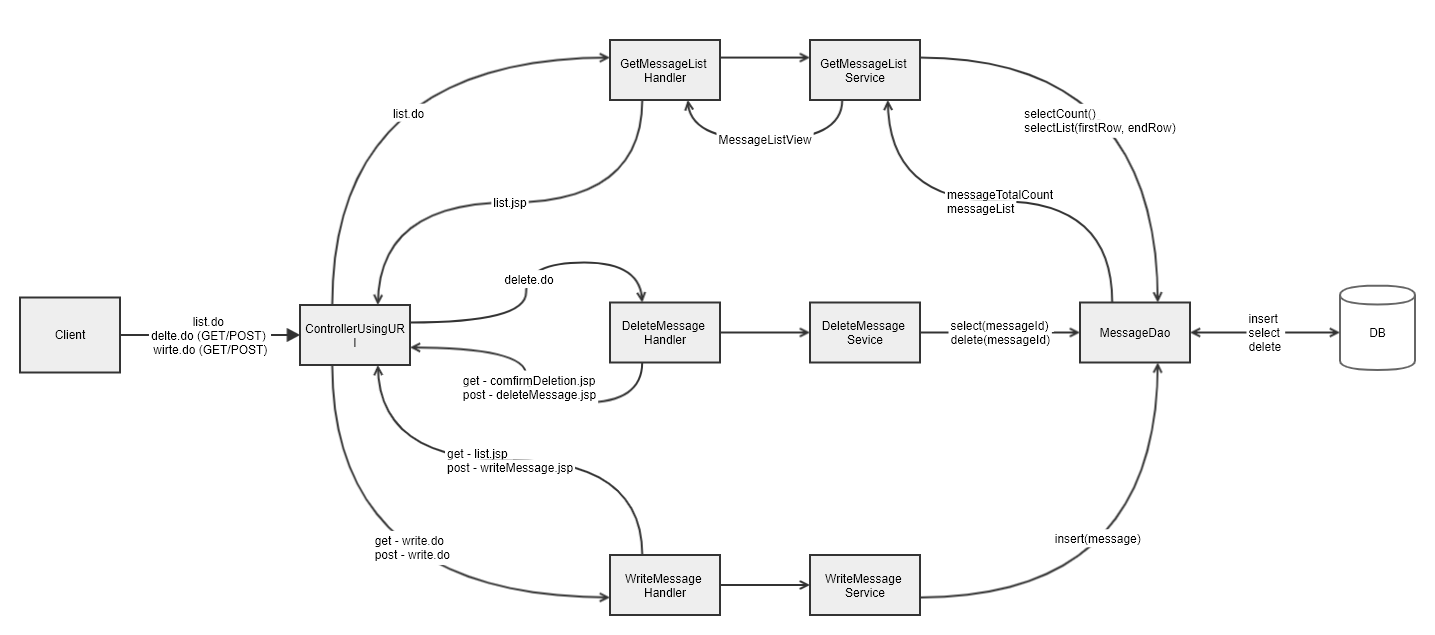 GetMessageList
Handler
GetMessageList
Service
list.do
selectCount()
selectList(firstRow, endRow)
MessageListView
list.jsp
messageTotalCount
messageList
delete.do
Client
list.do
delte.do (GET/POST)
wirte.do (GET/POST)
ControllerUsingUR
I
DeleteMessage
Handler
DeleteMessage
Sevice
select(messageId)
delete(messageId)
MessageDao
insert
select
delete
DB
get - comfirmDeletion.jsp
post - deleteMessage.jsp
get - list.jsp
post - writeMessage.jsp
get - write.do
post - write.do
insert(message)
WriteMessage
Handler
WriteMessage
Service